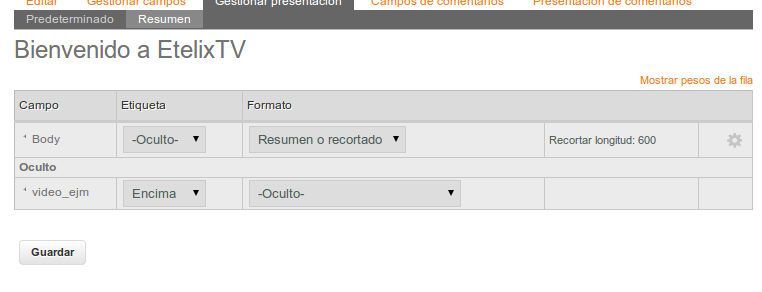 Editar Gestionar campos Gestionar presentación Campos de comentarios Presentación de comentarios
Predeterminado Resumen
Bienvenido a EtelixTV
Mostrar pesos de la fila
Campo Etiqueta Formato
Body -Oculto- Resumen o recortado Recortar longitud: 600
Oculto
video_ejm Encima -Oculto-
Guardar